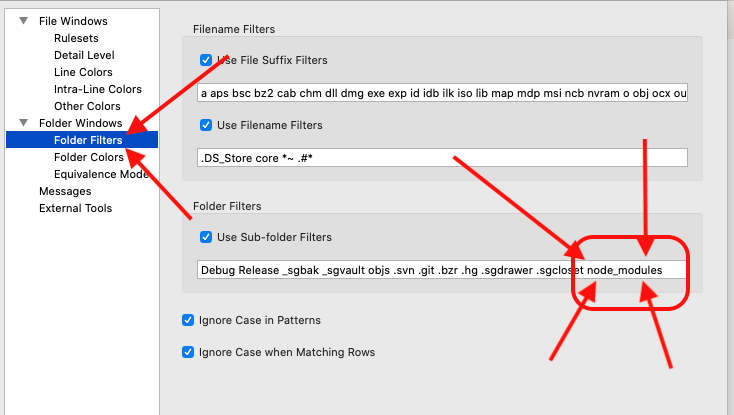 File Windows
Rulesets
Detail Level
Line Colors
Intra-Line Colors
Other Colors
Folder Windows
Folder Filters
Folder Colors
Equivalence Mode
Messages
External Tools
Filename Filters
Use File Suffix Filters
a aps bsc bz2 cab chm dll dmg exe exp id idb ilk iso lib map mdp msi ncb nvram o obj ocx ou
Use Filename Filters
.DS_Store core *~ .#*
Folder Filters
Use Sub-folder Filters
Debug Release _sgbak _sgvault objs .svn .git .bzr .hg .sgdrawer .sgcloset node_modules
Ignore Case in Patterns
Ignore Case when Matching Rows